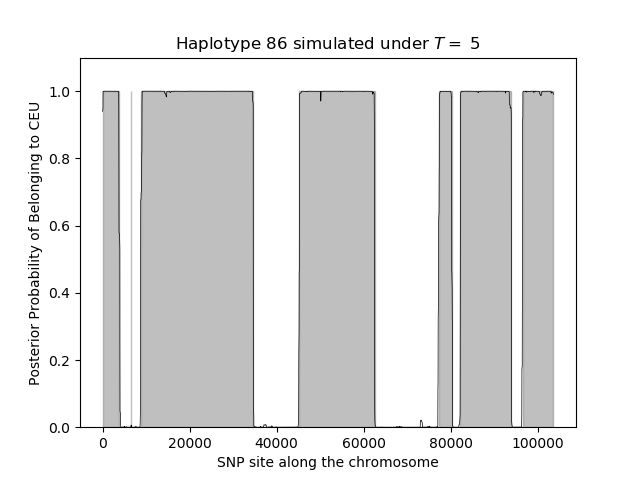 Haplotype 86 simulated under T = 5
Posterior Probability of Belonging to CEU
1.0
0.8
0.6
0.4
0.2
0.0
0 20000 40000 60000 80000 100000
SNP site along the chromosome